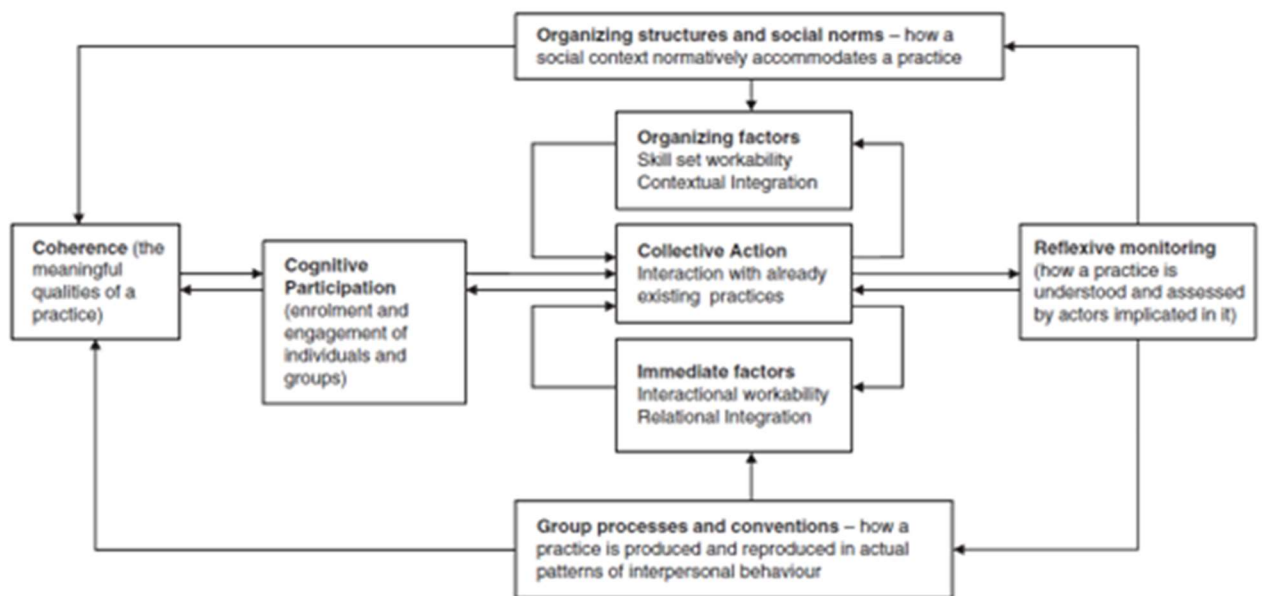 Organizing structures and social norms – how a
social context normatively accommodates a practice
Organizing factors
Skill set workability
Contextual Integration
Coherence (the
meaningful
qualities of a
practice)
Cognitive
Participation
(enrolment and
engagement of
individuals and
groups)
Collective Action
Interaction with already
existing practices
Reflexive monitoring
(how a practice is
understood and assessed
by actors implicated in it)
Immediate factors
Interactional workability
Relational Integration
Group processes and conventions – how a
practice is produced and reproduced in actual
patterns of interpersonal behaviour